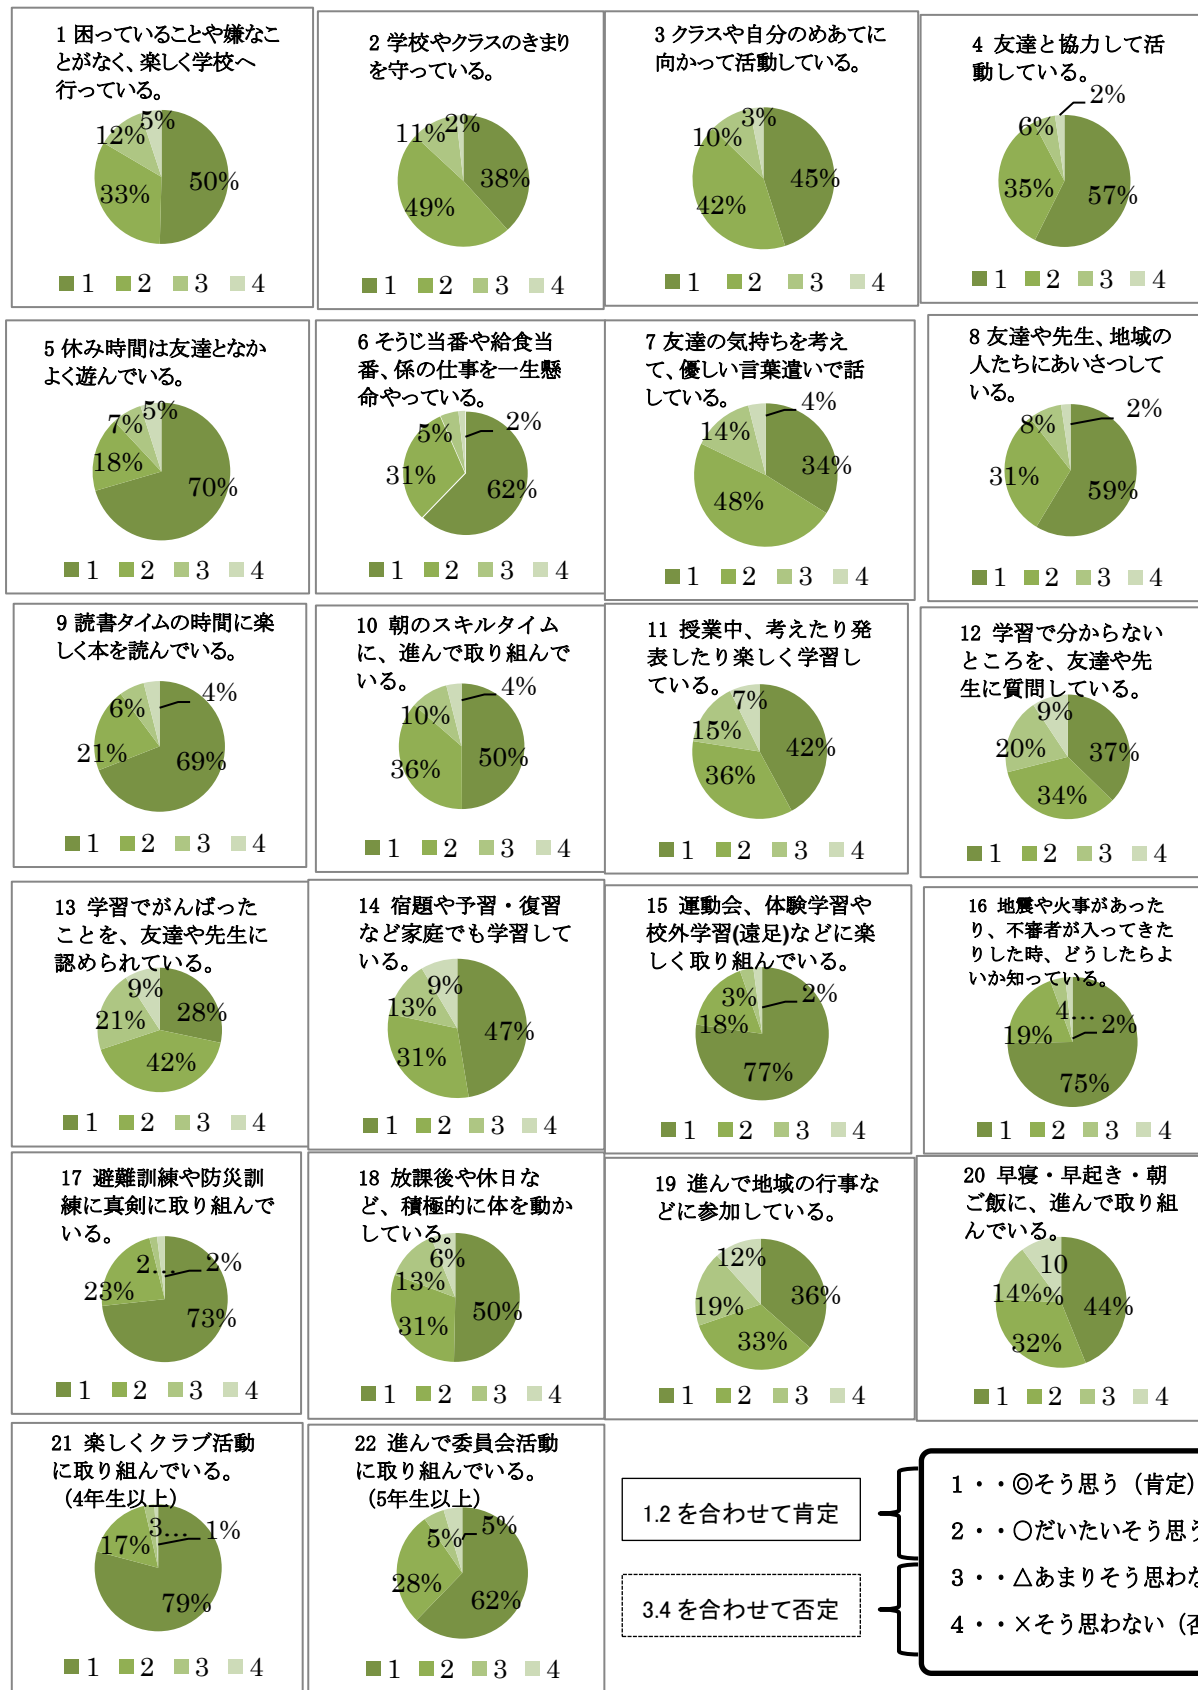 1 困っていることや嫌なこ
とがなく、楽しく学校へ
行っている。
5%
12%
33%
50%
1 2 3 4
2 学校やクラスのきまり
を守っている。
11%
2%
38%
49%
1 2 3 4
3 クラスや自分のめあてに
向かって活動している。
3%
10%
45%
42%
1 2 3 4
4 友達と協力して活
動している。
2%
6%
35%
57%
1 2 3 4
5 休み時間は友達となか
よく遊んでいる。
5%
7%
18%
70%
1 2 3 4
6 そうじ当番や給食当
番、係の仕事を一生懸
命やっている。
2%
5%
31%
62%
1 2 3 4
7 友達の気持ちを考え
て、優しい言葉遣いで話
している。
4%
14%
34%
48%
1 2 3 4
8 友達や先生、地域の
人たちにあいさつして
いる。
2%
8%
31%
59%
1 2 3 4
9 読書タイムの時間に楽
しく本を読んでいる。
4%
6%
21%
69%
1 2 3 4
10 朝のスキルタイム
に、進んで取り組んで
いる。
4%
10%
36%
50%
1 2 3 4
11 授業中、考えたり発
表したり楽しく学習し
ている。
7%
15%
42%
36%
1 2 3 4
12 学習で分からない
ところを、友達や先
生に質問している。
9%
20%
37%
34%
1 2 3 4
13 学習でがんばった
ことを、友達や先生に
認められている。
9%
21%
28%
42%
1 2 3 4
14 宿題や予習・復習
など家庭でも学習して
いる。
9%
13%
47%
31%
1 2 3 4
15 運動会、体験学習や
校外学習(遠足)などに楽
しく取り組んでいる。
3%
2%
18%
77%
1 2 3 4
16 地震や火事があった
り、不審者が入ってきた
りした時、どうしたらよ
いか知っている。
4…
2%
19%
75%
1 2 3 4
17 避難訓練や防災訓
練に真剣に取り組んで
いる。
2…
2%
23%
73%
1 2 3 4
18 放課後や休日な
ど、積極的に体を動か
している。
6%
13%
31%
50%
1 2 3 4
19 進んで地域の行事な
どに参加している。
12%
19%
36%
33%
1 2 3 4
20 早寝・早起き・朝
ご飯に、進んで取り組
んでいる。
10
%
14%
44%
32%
1 2 3 4
21 楽しくクラブ活動
に取り組んでいる。
（4年生以上）
3…
1%
17%
79%
1 2 3 4
22 進んで委員会活動
に取り組んでいる。
（5年生以上）
5%
5%
28%
62%
1 2 3 4
1.2 を合わせて肯定
3.4 を合わせて否定
1・・◎そう思う（肯定）
2・・○だいたいそう思う
3・・△あまりそう思わな
4・・×そう思わない（否